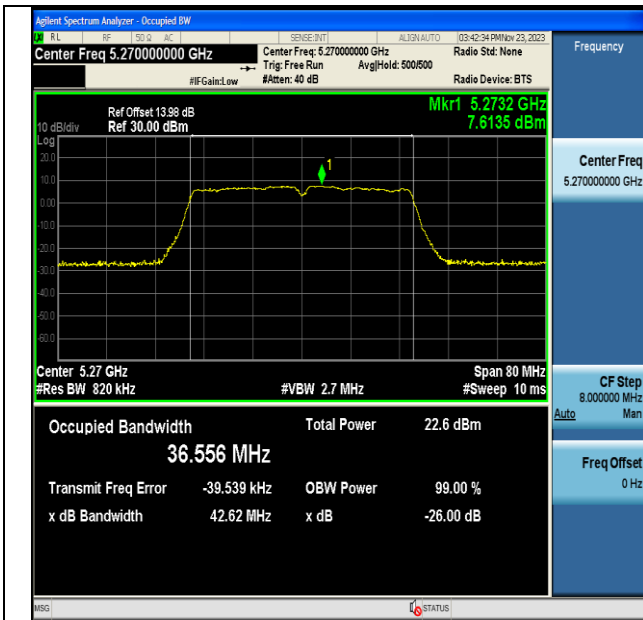 Agilent Spectrum Analyzer - Occupied BW
RL RF 50 Ω AC SENSE:INT ALIGN AUTO 03:42:34 PM Nov 23, 2023
Center Freq 5.270000000 GHz
Center Freq: 5.270000000 GHz Radio Std: None
Trig: Free Run Avg|Hold: 500/500
#IFGain:Low #Atten: 40 dB Radio Device: BTS
Frequency
Mkr1 5.2732 GHz
7.6135 dBm
Ref Offset 13.98 dB
10 dB/div Ref 30.00 dBm
Log
20.0
10.0
0.00
-10.0
-20.0
-30.0
-40.0
-50.0
-60.0
1
Center 5.27 GHz Span 80 MHz
#Res BW 820 kHz #VBW 2.7 MHz #Sweep 10 ms
Occupied Bandwidth Total Power 22.6 dBm
36.556 MHz
Transmit Freq Error -39.539 kHz OBW Power 99.00 %
x dB Bandwidth 42.62 MHz x dB -26.00 dB
Center Freq
5.270000000 GHz
CF Step
8.000000 MHz
Auto Man
Freq Offset
0 Hz
MSG STATUS